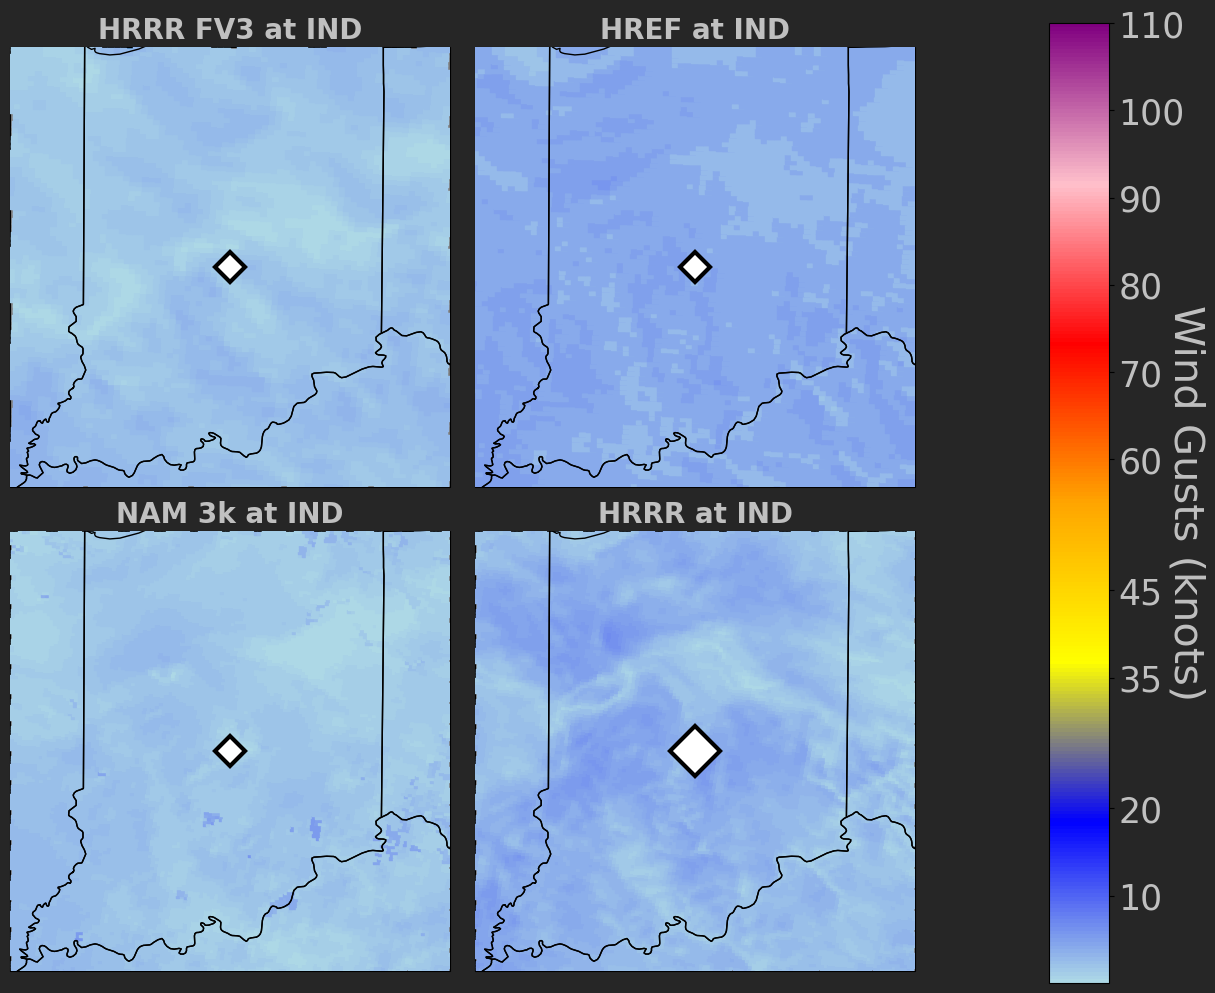 HRRR FV3 at IND
HREF at IND
NAM 3k at IND
HRRR at IND
110
100
90
80
70
60
45
35
20
10
Wind Gusts (knots)